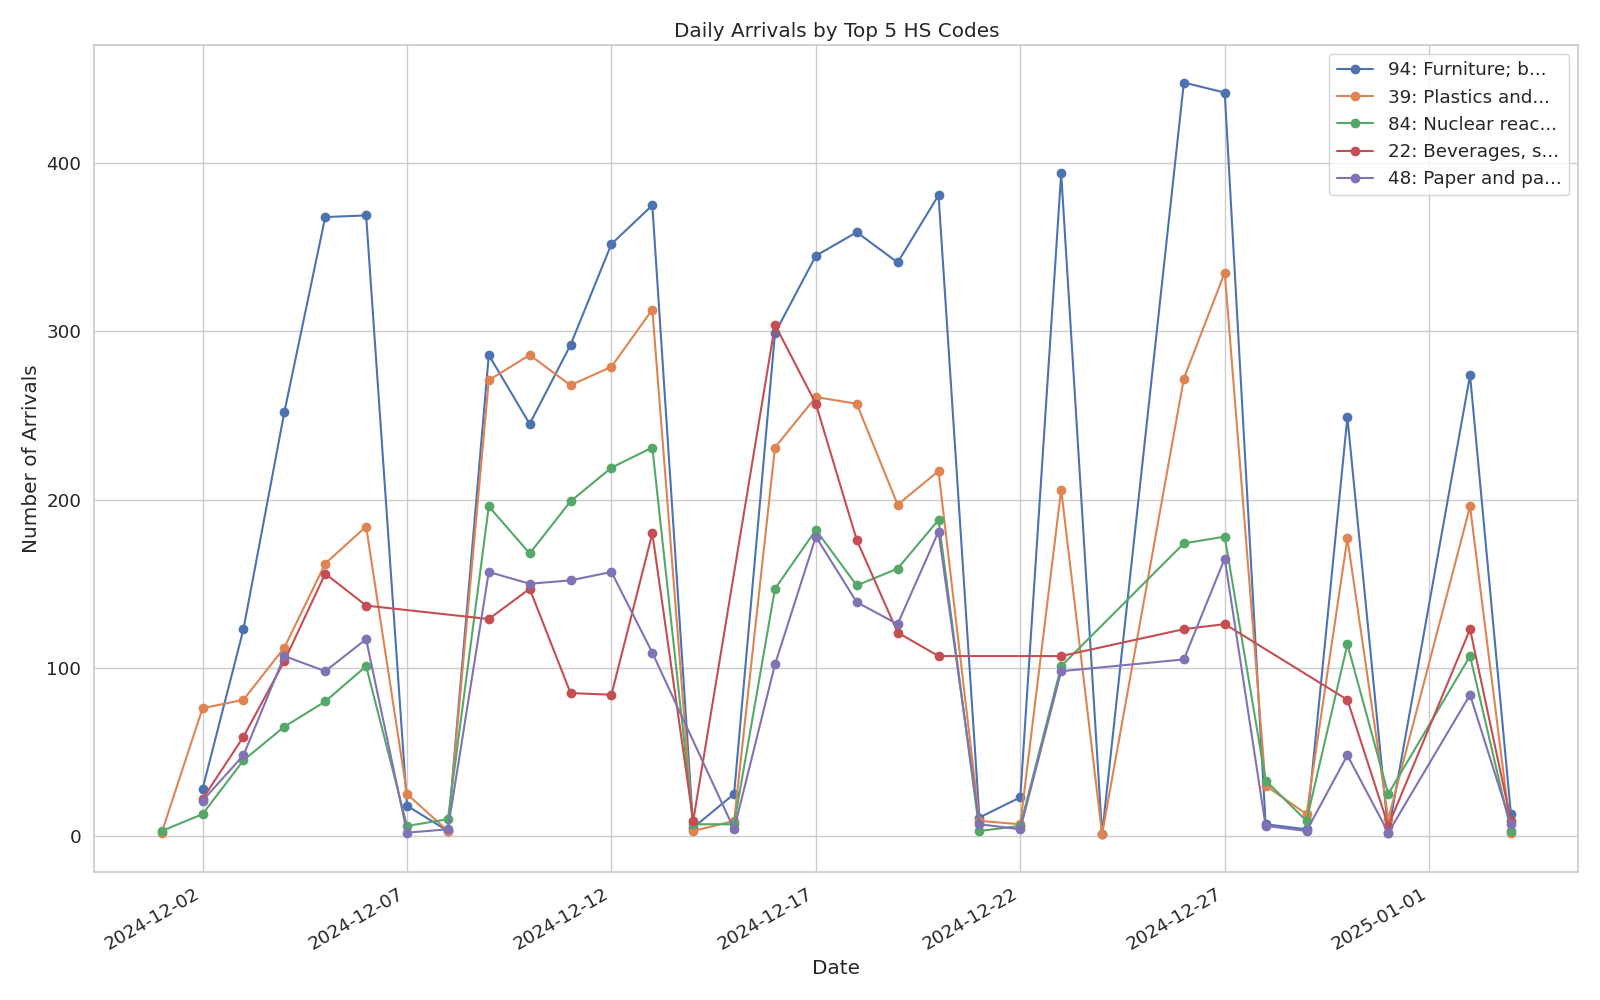 Daily Arrivals by Top 5 HS Codes
94: Furniture; b...
39: Plastics and...
84: Nuclear reac...
22: Beverages, s...
48: Paper and pa...
Number of Arrivals
400
300
200
100
0
2024-12-02
2024-12-07
2024-12-12
2024-12-17
2024-12-22
2024-12-27
2025-01-01
Date